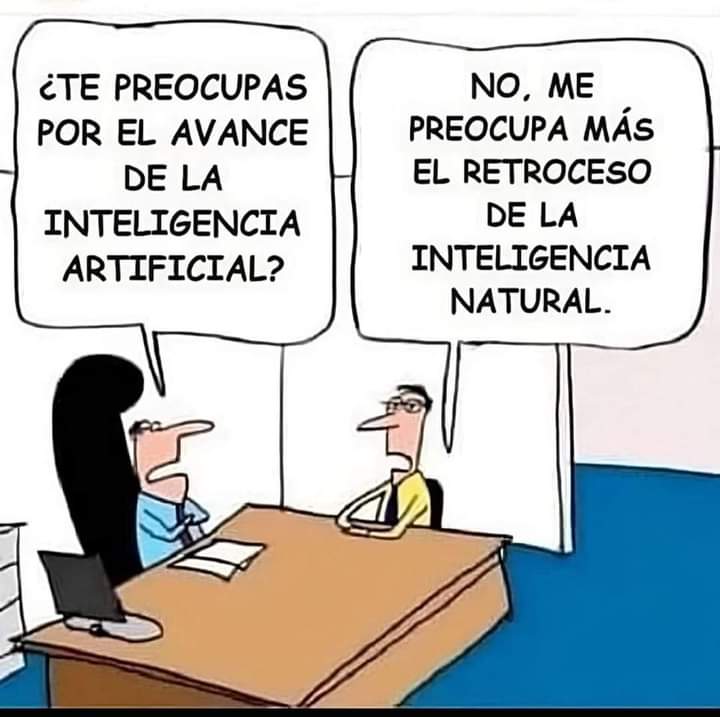 ¿TE PREOCUPAS
POR EL AVANCE
DE LA
INTELIGENCIA
ARTIFICIAL?
NO, ME
PREOCUPA MÁS
EL RETROCESO
DE LA
INTELIGENCIA
NATURAL.